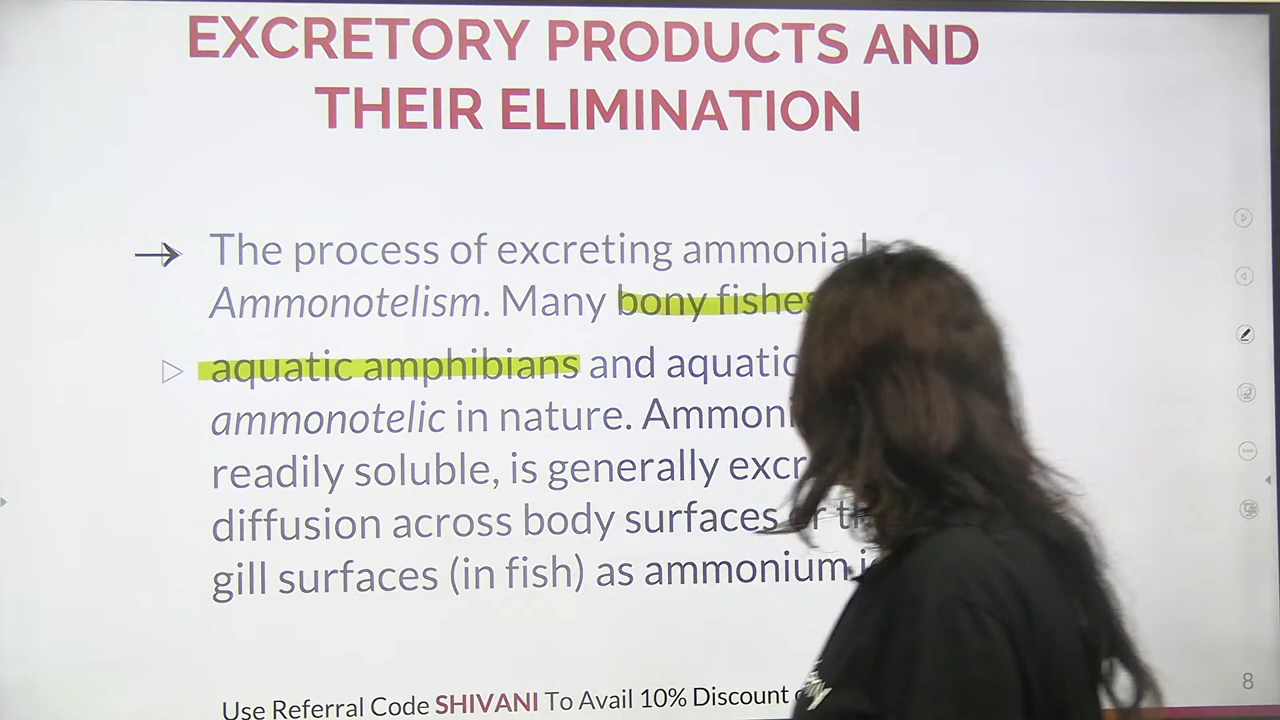 EXCRETORY PRODUCTS AND
THEIR ELIMINATION
The process of excreting ammonia
Ammonotelism. Many bony fishes
aquatic amphibians and aquatic
ammonotelic in nature. Ammoni
readily soluble, is generally excr
diffusion across body surfaces
gill surfaces (in fish) as ammonium
Use Referral Code SHIVANI To Avail 10% Discount
8